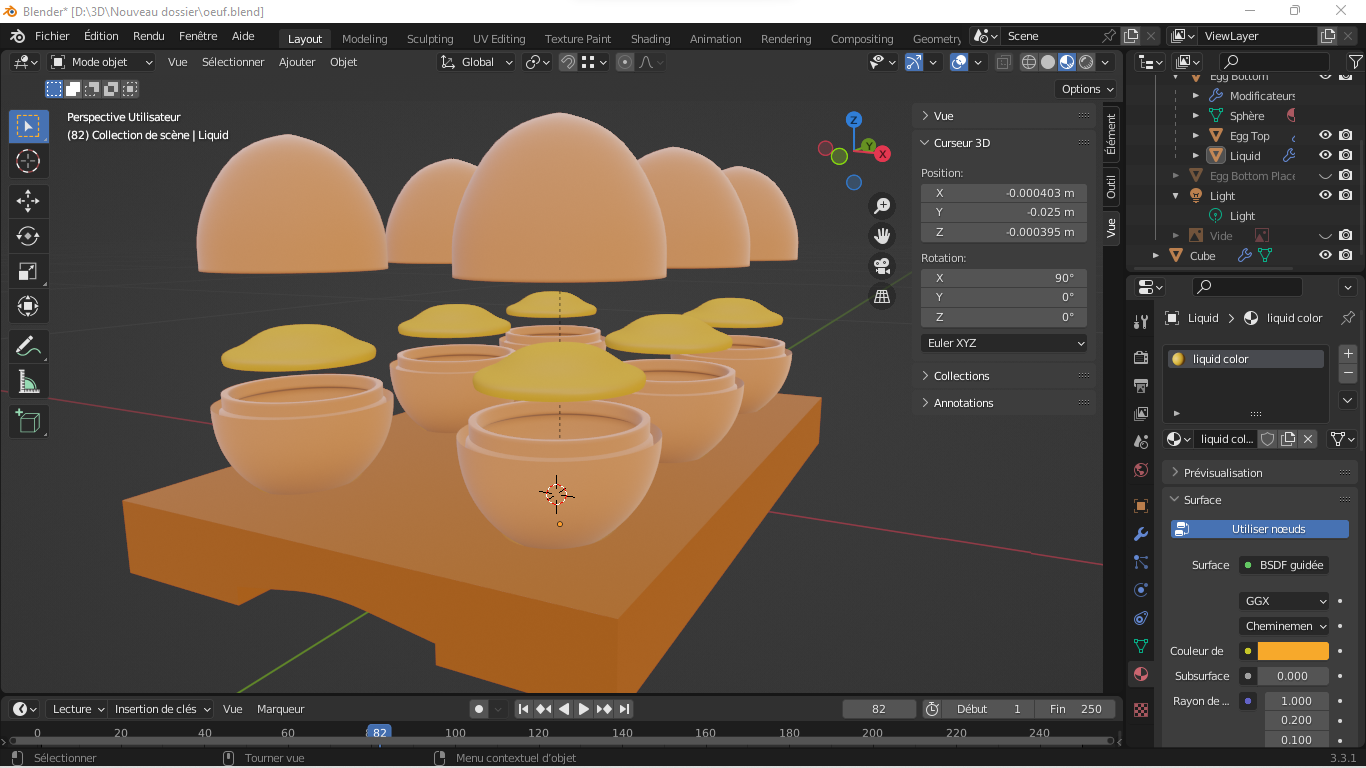 Blender* [D:\3D\Nouveau dossier\oeuf.blend]
Fichier Édition Rendu Fenêtre Aide Layout Modeling Sculpting UV Editing Texture Paint Shading Animation Rendering Compositing Geometry Scene ViewLayer
Mode objet Vue Sélectionner Ajouter Objet Global
Options
Perspective Utilisateur
(82) Collection de scène | Liquid
Z
Y
X
Vue
Curseur 3D
Position:
X -0.000403 m
Y -0.025 m
Z -0.000395 m
Rotation:
X 90°
Y 0°
Z 0°
Euler XYZ
Collections
Annotations
Élément
Outil
Vue
Egg Bottom
Modificateurs
Sphère
Egg Top
Liquid
Egg Bottom Place
Light
Light
Vide
Cube
Liquide liquid color
liquid color
liquid col...
Prévisualisation
Surface
Utiliser nœuds
Surface BSDF guidée
GGX
Cheminemen
Couleur de
Subsurface 0.000
Rayon de ... 1.000
0.200
0.100
Lecture Insertion de clés Vue Marqueur 82 Début 1 Fin 250
0 20 40 60 82 100 120 140 160 180 200 220 240
Sélectionner Tourner vue Menu contextuel d'objet 3.3.1